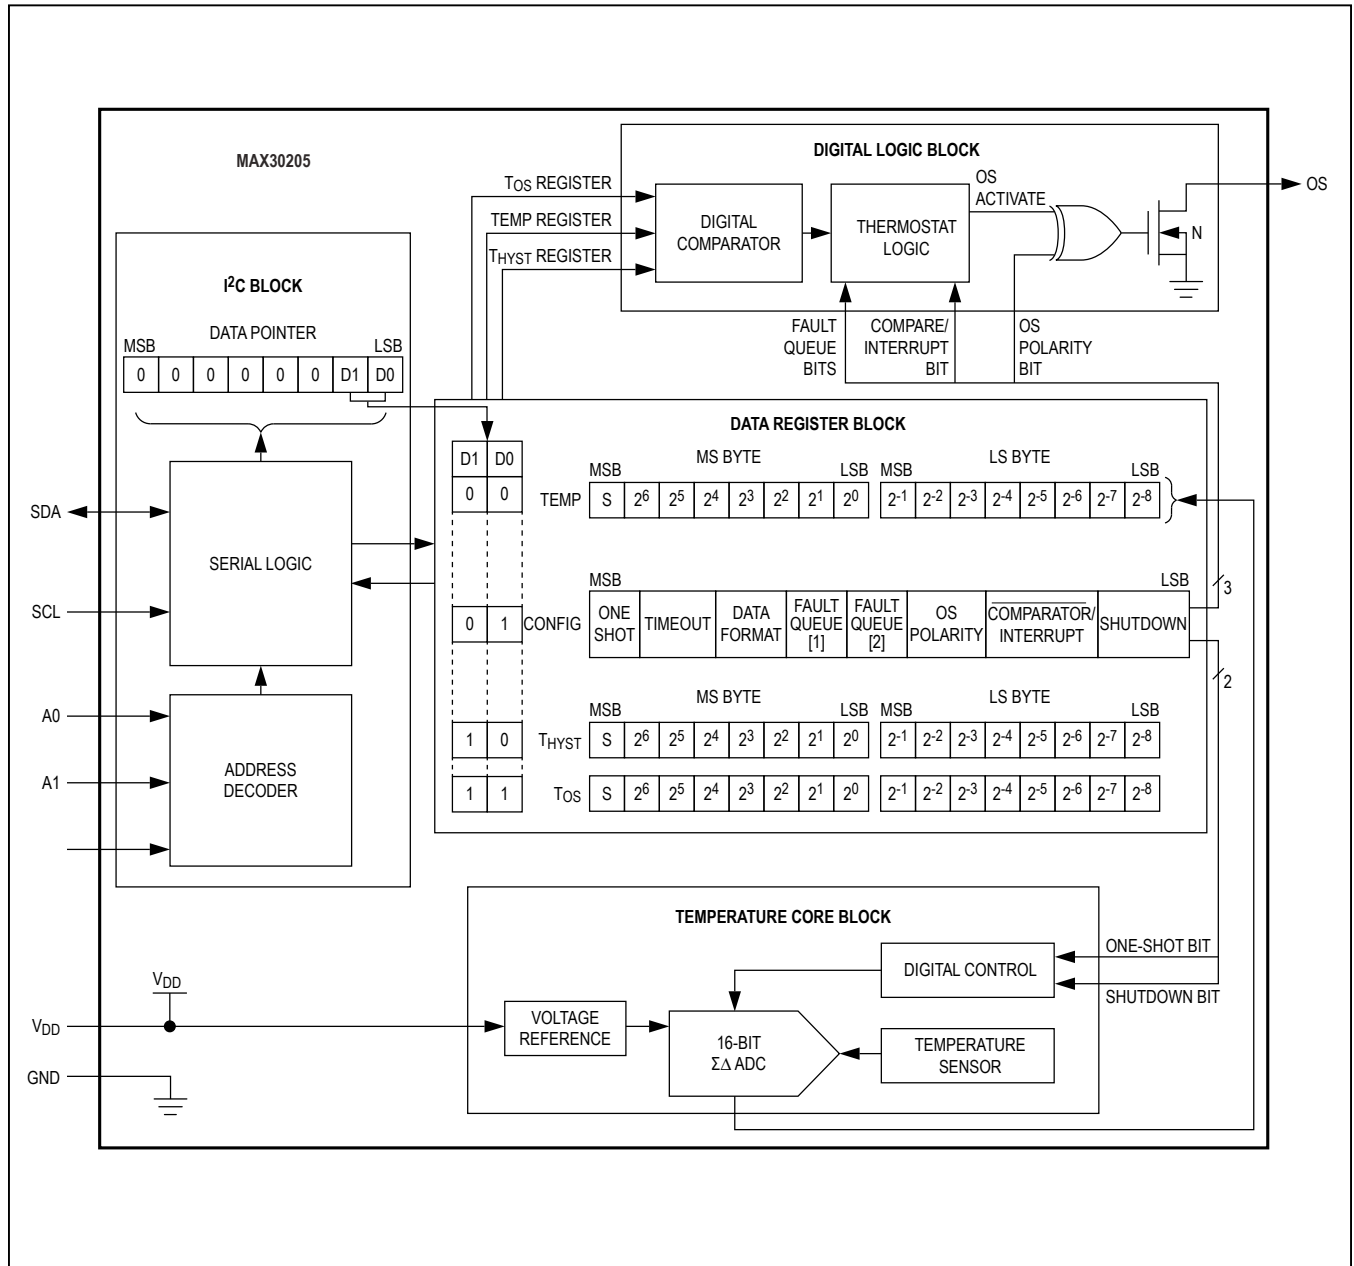 MAX30205
DIGITAL LOGIC BLOCK
TOS REGISTER
TEMP REGISTER
THYST REGISTER
DIGITAL
COMPARATOR
THERMOSTAT
LOGIC
OS
ACTIVATE
N
OS
FAULT
QUEUE
BITS
COMPARE/
INTERRUPT
BIT
OS
POLARITY
BIT
I2C BLOCK
DATA POINTER
MSB LSB
0 0 0 0 0 0 D1 D0
SERIAL LOGIC
ADDRESS
DECODER
SDA
SCL
A0
A1
DATA REGISTER BLOCK
D1 D0
MS BYTE LS BYTE
MSB LSB MSB LSB
0 0 TEMP S 2^6 2^5 2^4 2^3 2^2 2^1 2^0 2^-1 2^-2 2^-3 2^-4 2^-5 2^-6 2^-7 2^-8
MSB LSB
3
0 1 CONFIG
ONE
SHOT
TIMEOUT
DATA
FORMAT
FAULT
QUEUE
[1]
FAULT
QUEUE
[2]
OS
POLARITY
COMPARATOR/
INTERRUPT
SHUTDOWN
2
MS BYTE LS BYTE
MSB LSB MSB LSB
1 0 THYST S 2^6 2^5 2^4 2^3 2^2 2^1 2^0 2^-1 2^-2 2^-3 2^-4 2^-5 2^-6 2^-7 2^-8
1 1 TOS S 2^6 2^5 2^4 2^3 2^2 2^1 2^0 2^-1 2^-2 2^-3 2^-4 2^-5 2^-6 2^-7 2^-8
TEMPERATURE CORE BLOCK
DIGITAL CONTROL
ONE-SHOT BIT
SHUTDOWN BIT
VDD
VDD
GND
VOLTAGE
REFERENCE
16-BIT
ΣΔ ADC
TEMPERATURE
SENSOR